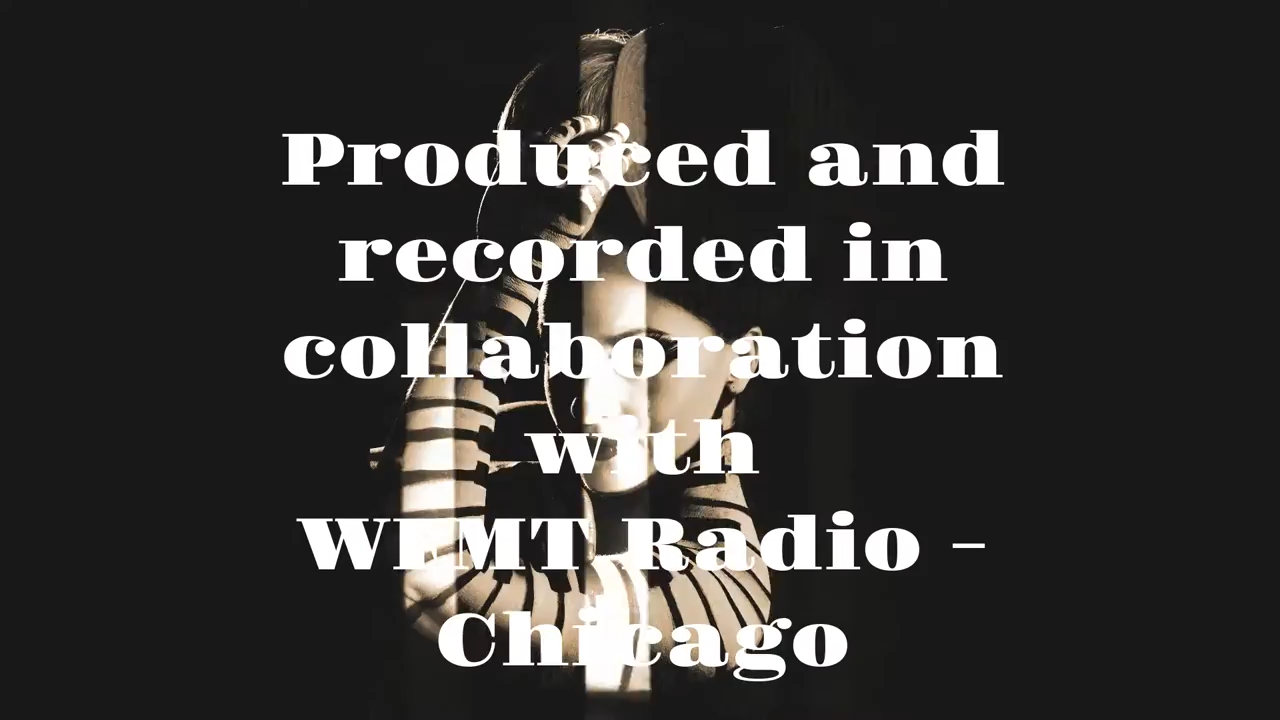 Produced and
recorded in
collaboration
with
WFMT Radio -
Chicago